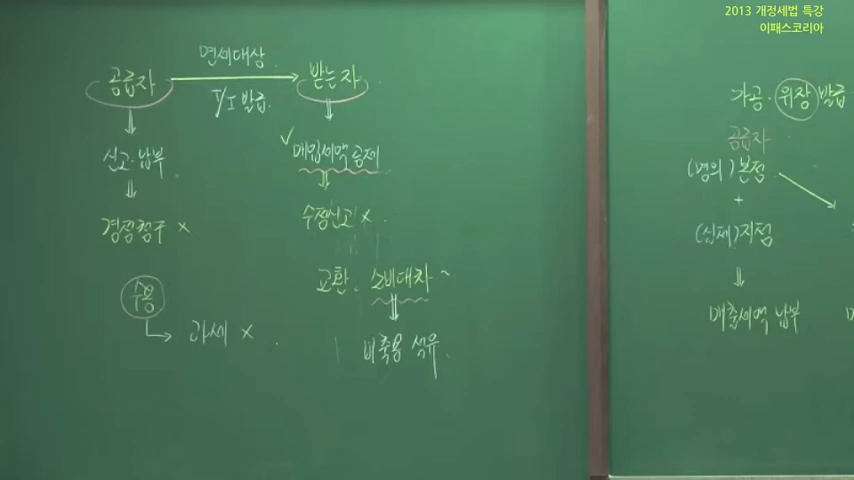 2013 개정세법 특강
이패스코리아
면세대상
공급자 → 받는자
T/I 발급
신고·납부
✓매입세액 공제
경정청구 ×
수정신고 ×
교환, 소비대차 ~
수용
과세 ×
비축용 석유
가공·위장 발급
공급자
(명의) 본점
+
(실제) 지점
매출세액 납부